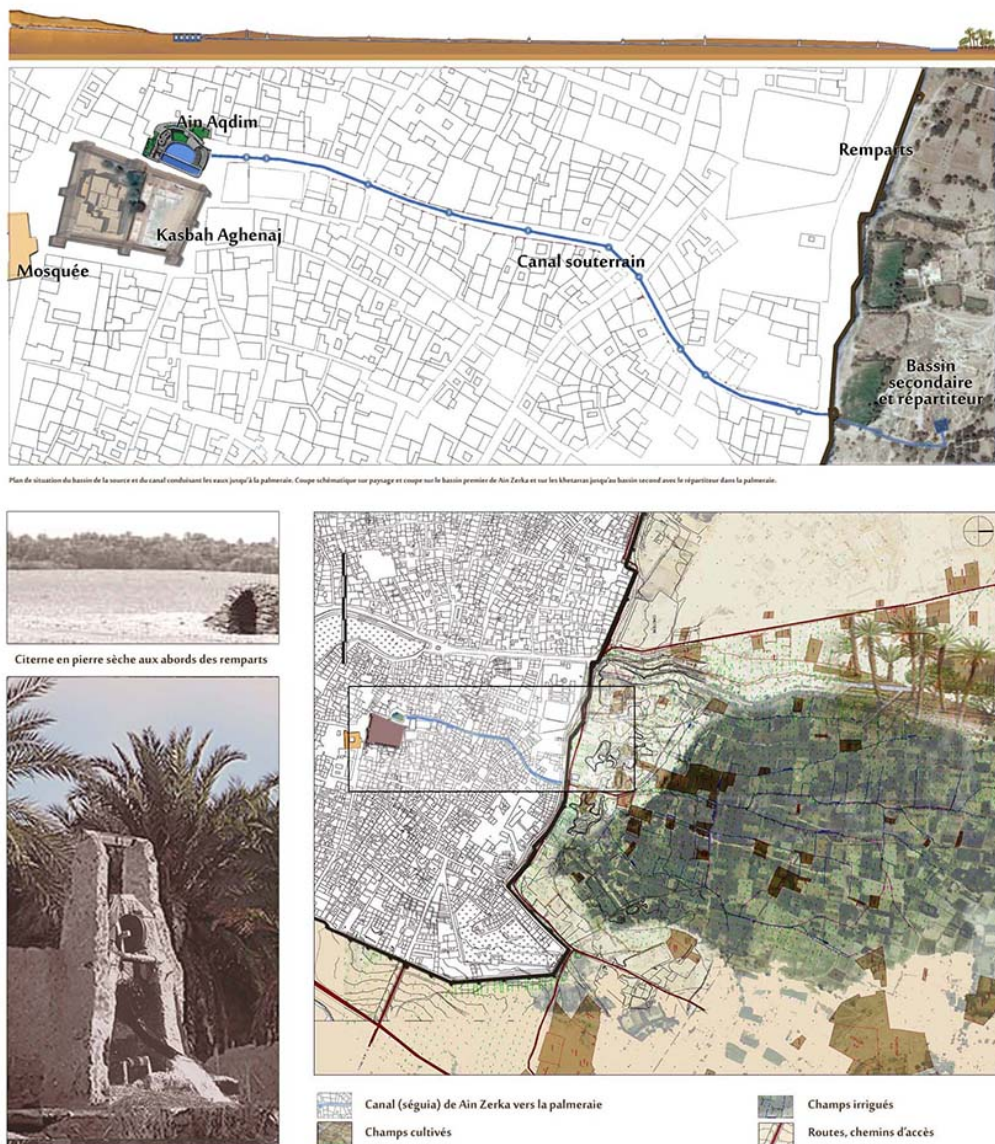 Ain Aqdim
Remparts
Kasbah Aghenaj
Canal souterrain
Mosquée
Bassin
secondaire
et répartiteur
Plan de situation du bassin de la source et du canal conduisant les eaux jusqu'à la palmeraie. Coupe schématique sur paysage et coupe sur le bassin premier de Ain Zerka et sur les khetarras jusqu'au bassin second avec le répartiteur dans la palmeraie.
Citerne en pierre sèche aux abords des remparts
Canal (séguia) de Ain Zerka vers la palmeraie
Champs irrigués
Champs cultivés
Routes, chemins d'accès